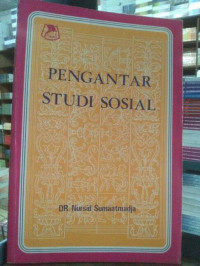 PENGANTAR
STUDI SOSIAL
DR. Nursid Sumaatmadja